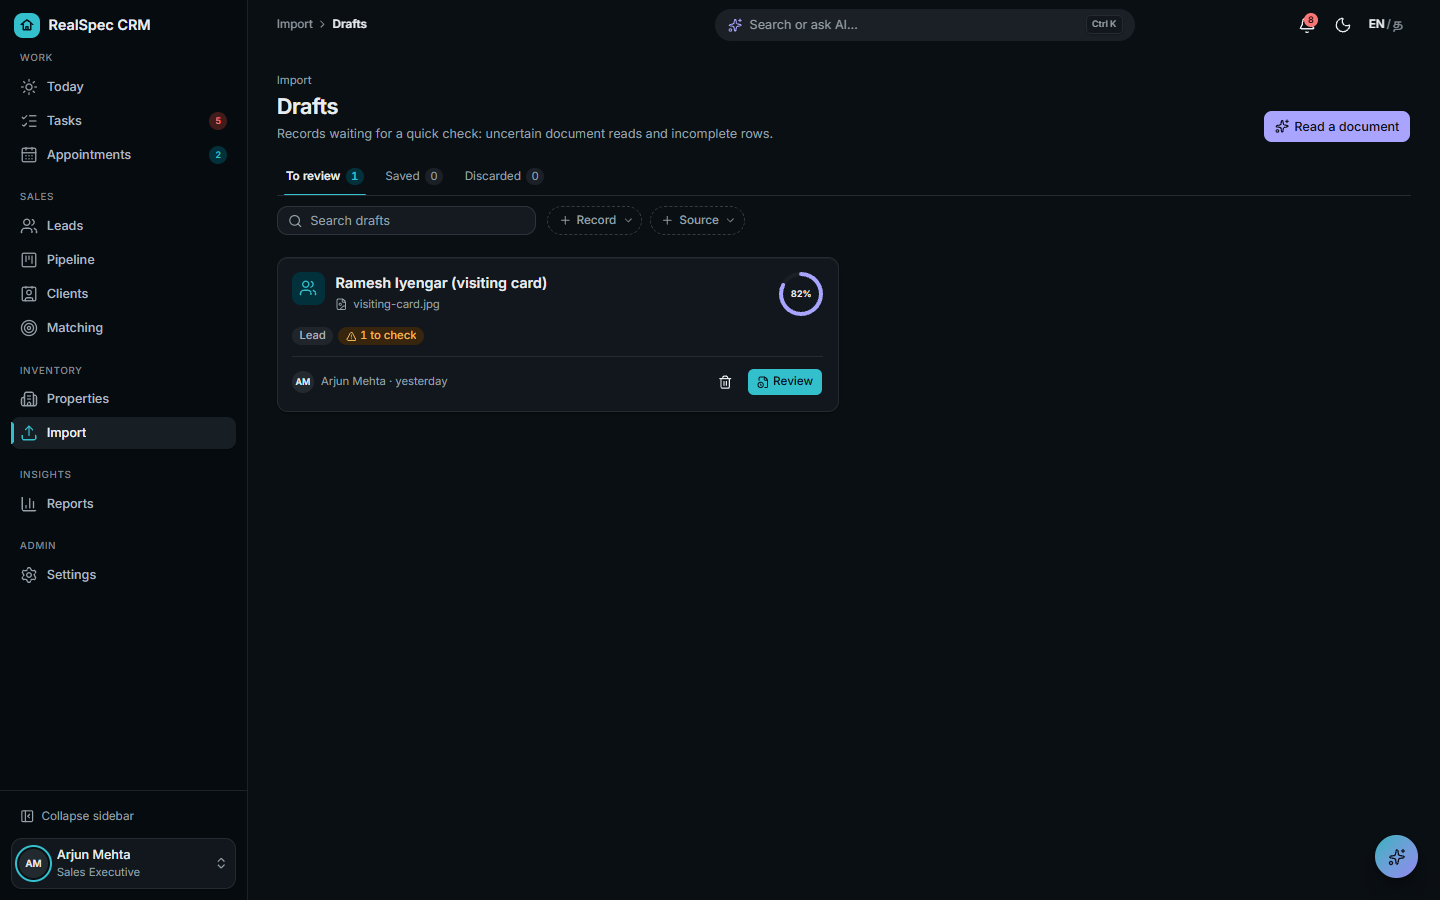 RealSpec CRM
WORK
Today
Tasks 5
Appointments 2
SALES
Leads
Pipeline
Clients
Matching
INVENTORY
Properties
Import
INSIGHTS
Reports
ADMIN
Settings
Collapse sidebar
AM Arjun Mehta
Sales Executive
Import > Drafts
Search or ask AI... Ctrl K
8
EN / த
Import
Drafts
Records waiting for a quick check: uncertain document reads and incomplete rows.
Read a document
To review 1 Saved 0 Discarded 0
Search drafts + Record + Source
Ramesh Iyengar (visiting card)
visiting-card.jpg
82%
Lead 1 to check
AM Arjun Mehta · yesterday Review